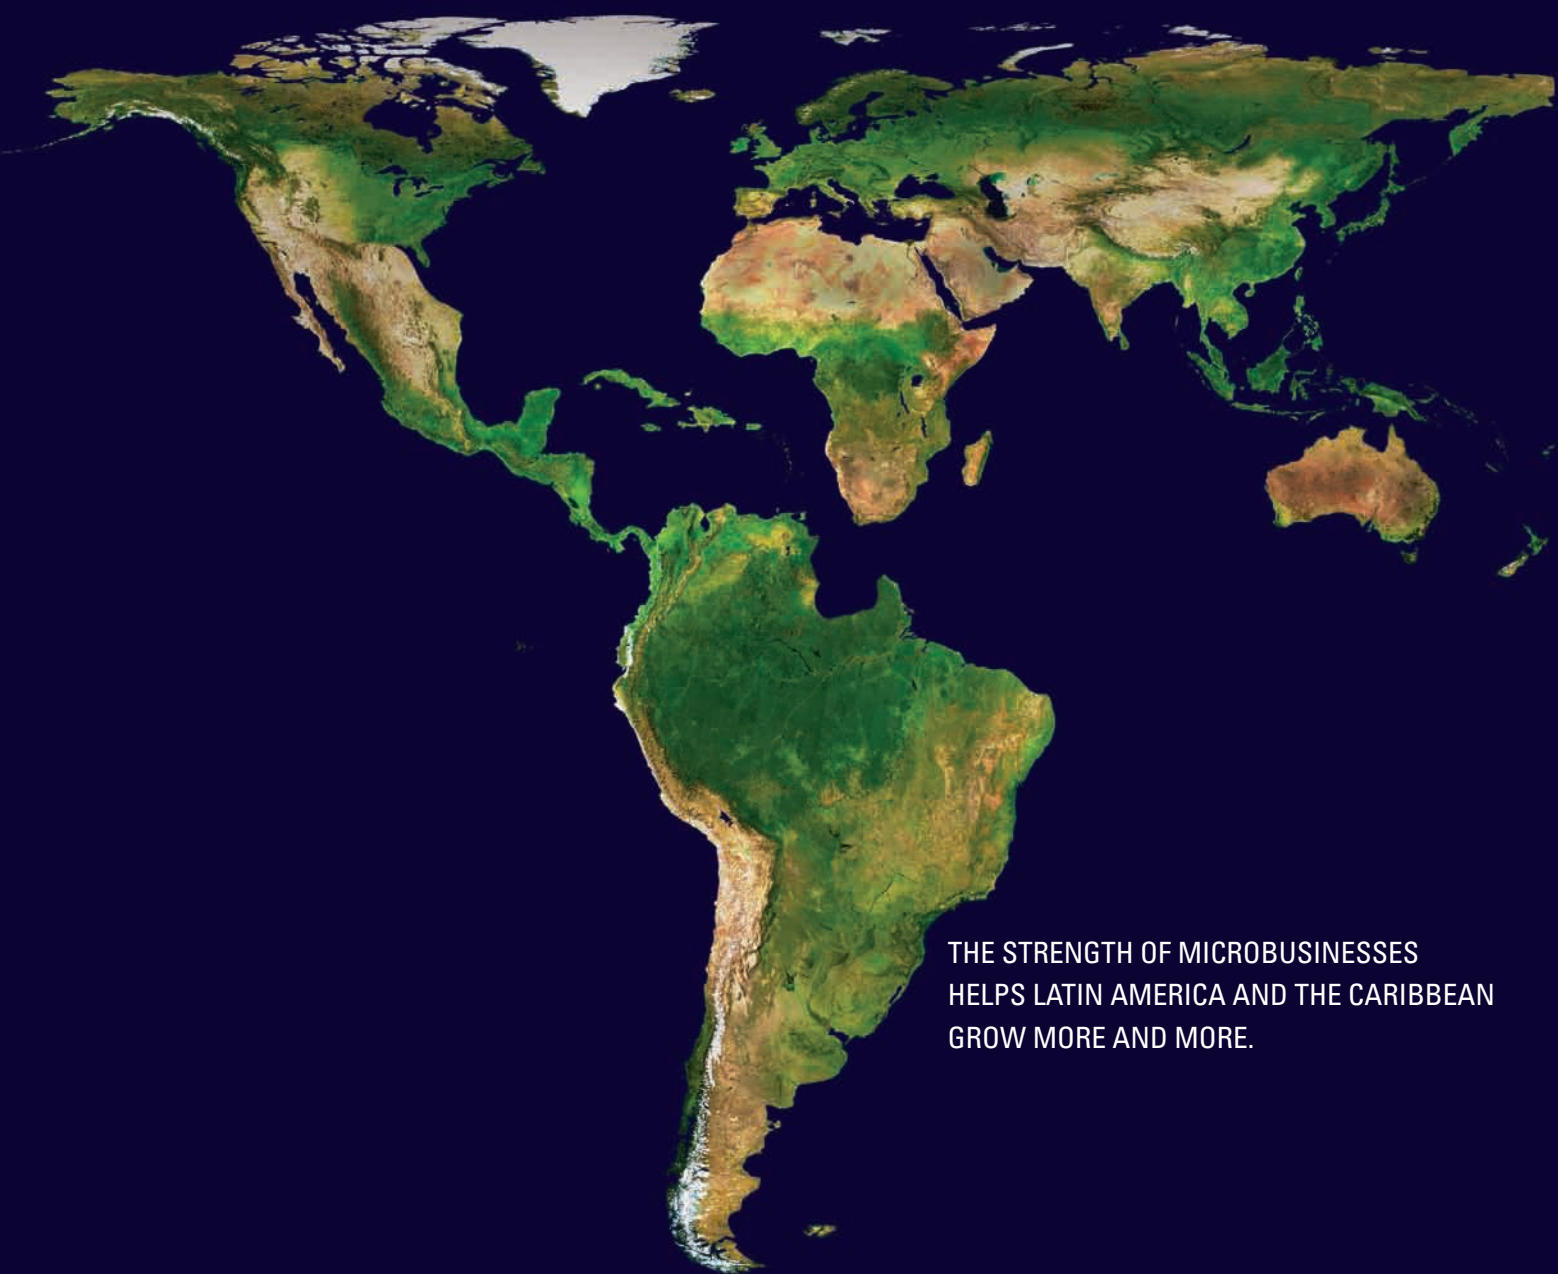 THE STRENGTH OF MICROBUSINESSES
HELPS LATIN AMERICA AND THE CARIBBEAN
GROW MORE AND MORE.